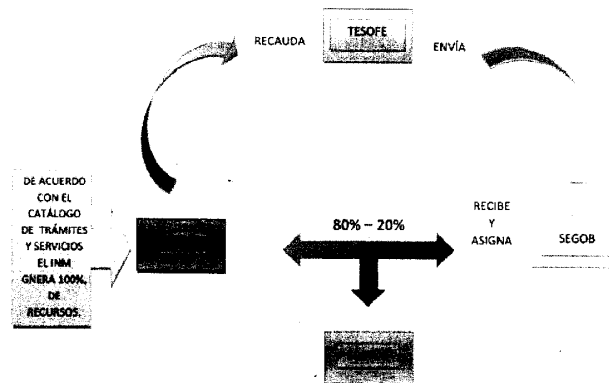 TESOFE
RECAUDA
ENVÍA
DE ACUERDO
CON EL
CATÁLOGO
DE TRÁMITES
Y SERVICIOS
EL INM
GNERA 100%,
DE
RECURSOS.
80% – 20%
RECIBE
Y
ASIGNA
SEGOB